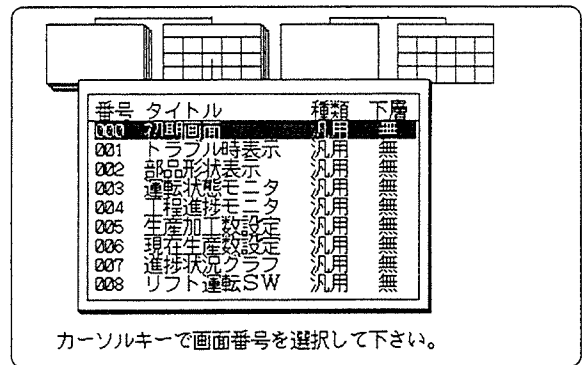 番号 タイトル 種類 下層
000 初期画面 汎用 無
001 トラブル時表示 汎用 無
002 部品形状表示 汎用 無
003 運転状態モニタ 汎用 無
004 工程進捗モニタ 汎用 無
005 生産加工数設定 汎用 無
006 現在生産数設定 汎用 無
007 進捗状況グラフ 汎用 無
008 リフト運転SW 汎用 無
カーソルキーで画面番号を選択して下さい。